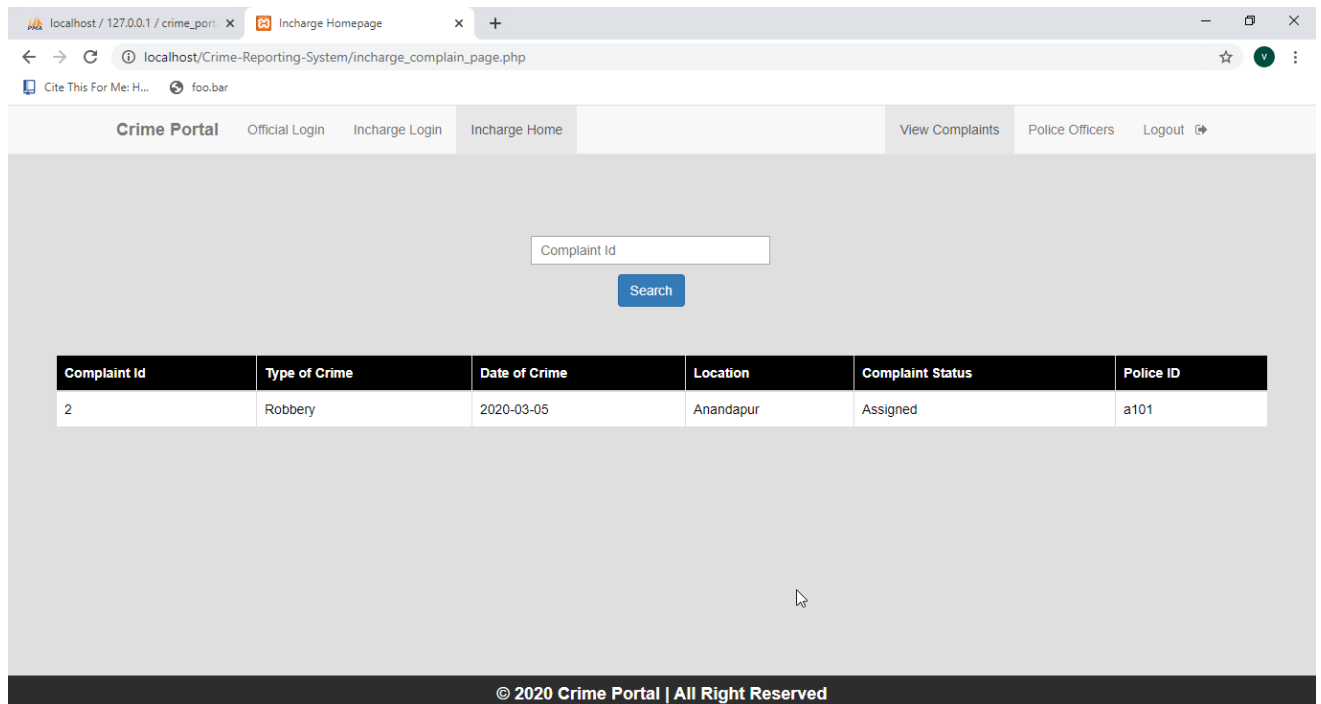 localhost / 127.0.0.1 / crime_port Incharge Homepage
localhost/Crime-Reporting-System/incharge_complain_page.php V
Cite This For Me: H... foo.bar
Crime Portal Official Login Incharge Login Incharge Home View Complaints Police Officers Logout
Complaint Id
Search
Complaint Id Type of Crime Date of Crime Location Complaint Status Police ID
2 Robbery 2020-03-05 Anandapur Assigned a101
© 2020 Crime Portal | All Right Reserved